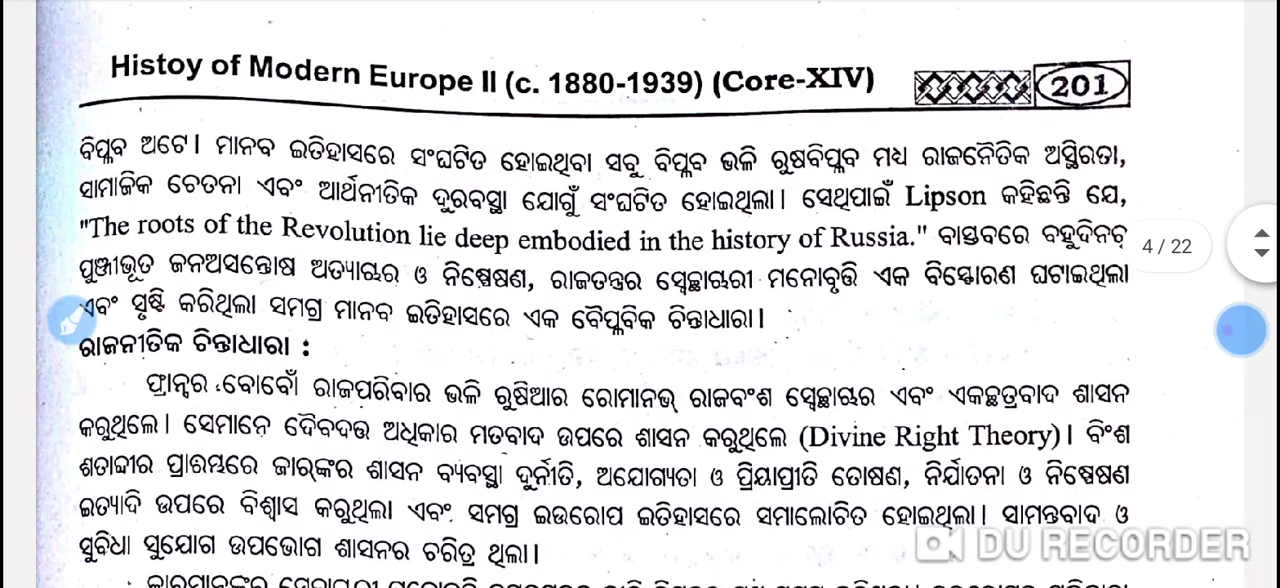 Histoy of Modern Europe II (c. 1880-1939) (Core-XIV) 201
ବିପ୍ଳବ ଅଟେ। ମାନବ ଇତିହାସରେ ସଂଘଟିତ ହୋଇଥିବା ସବୁ ବିପ୍ଳବ ଭଳି ରୁଷବିପ୍ଳବ ମଧ୍ୟ ରାଜନୈତିକ ଅସ୍ଥିରତା,
ସାମାଜିକ ଚେତନା ଏବଂ ଆର୍ଥନୀତିକ ଦୁରବସ୍ଥା ଯୋଗୁଁ ସଂଘଟିତ ହୋଇଥିଲା। ସେଥିପାଇଁ Lipson କହିଛନ୍ତି ଯେ,
"The roots of the Revolution lie deep embodied in the history of Russia." ବାସ୍ତବରେ ବହୁଦିନରୁ
ପୁଞ୍ଜୀଭୂତ ଜନଅସନ୍ତୋଷ ଅତ୍ୟାଚାର ଓ ନିଷ୍ପେଷଣ, ରାଜତନ୍ତ୍ରର ସ୍ୱେଚ୍ଛାଚାରୀ ମନୋବୃତ୍ତି ଏକ ବିସ୍ଫୋରଣ ଘଟାଇଥିଲା
ଏବଂ ସୃଷ୍ଟି କରିଥିଲା ସମଗ୍ର ମାନବ ଇତିହାସରେ ଏକ ବୈପ୍ଳବିକ ଚିନ୍ତାଧାରା।
ରାଜନୀତିକ ଚିନ୍ତାଧାରା :
ଫ୍ରାନ୍ସର ବୋର୍ବୋଁ ରାଜପରିବାର ଭଳି ରୁଷିଆର ରୋମାନଭ୍ ରାଜବଂଶ ସ୍ୱେଚ୍ଛାଚାର ଏବଂ ଏକଚ୍ଛତ୍ରବାଦ ଶାସନ
କରୁଥିଲେ। ସେମାନେ ଦୈବଦତ୍ତ ଅଧିକାର ମତବାଦ ଉପରେ ଶାସନ କରୁଥିଲେ (Divine Right Theory)। ବିଂଶ
ଶତାବ୍ଦୀର ପ୍ରାରମ୍ଭରେ ଜାର୍‌ଙ୍କର ଶାସନ ବ୍ୟବସ୍ଥା ଦୁର୍ନୀତି, ଅଯୋଗ୍ୟତା ଓ ପ୍ରିୟାପ୍ରୀତି ତୋଷଣ, ନିର୍ଯାତନା ଓ ନିଷ୍ପେଷଣ
ଇତ୍ୟାଦି ଉପରେ ବିଶ୍ୱାସ କରୁଥିଲା ଏବଂ ସମଗ୍ର ଇଉରୋପ ଇତିହାସରେ ସମାଲୋଚିତ ହୋଇଥିଲା। ସାମନ୍ତବାଦ ଓ
ସୁବିଧା ସୁଯୋଗ ଉପଭୋଗ ଶାସନର ଚରିତ୍ର ଥିଲା।
4 / 22
DU RECORDER